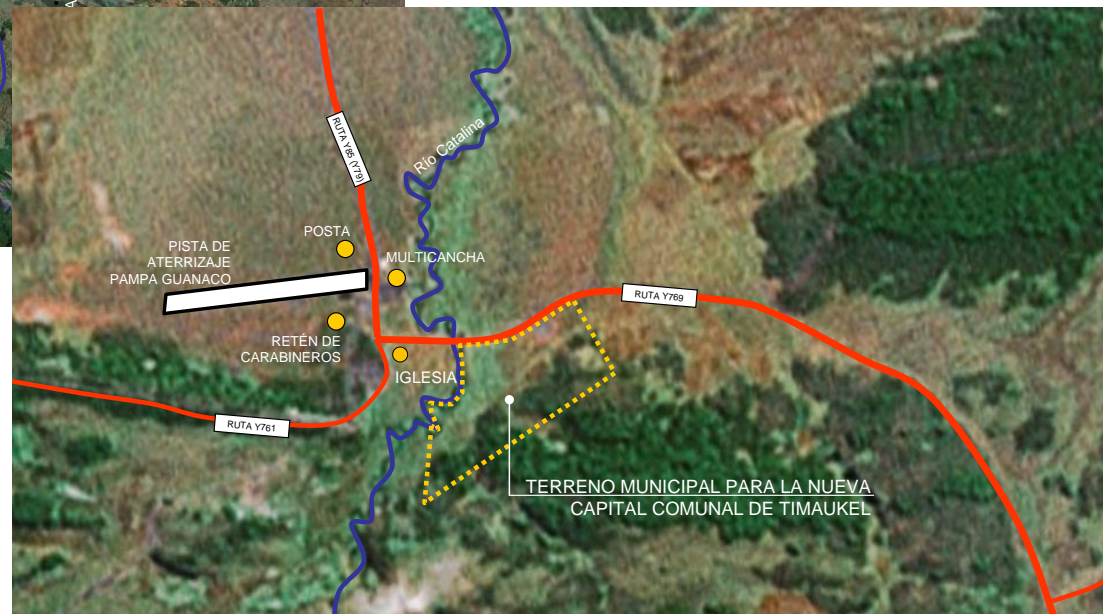 RUTA Y85 (Y79)
Río Catalina
POSTA
MULTICANCHA
PISTA DE
ATERRIZAJE
PAMPA GUANACO
RUTA Y769
RETÉN DE
CARABINEROS
IGLESIA
RUTA Y761
TERRENO MUNICIPAL PARA LA NUEVA
CAPITAL COMUNAL DE TIMAUKEL